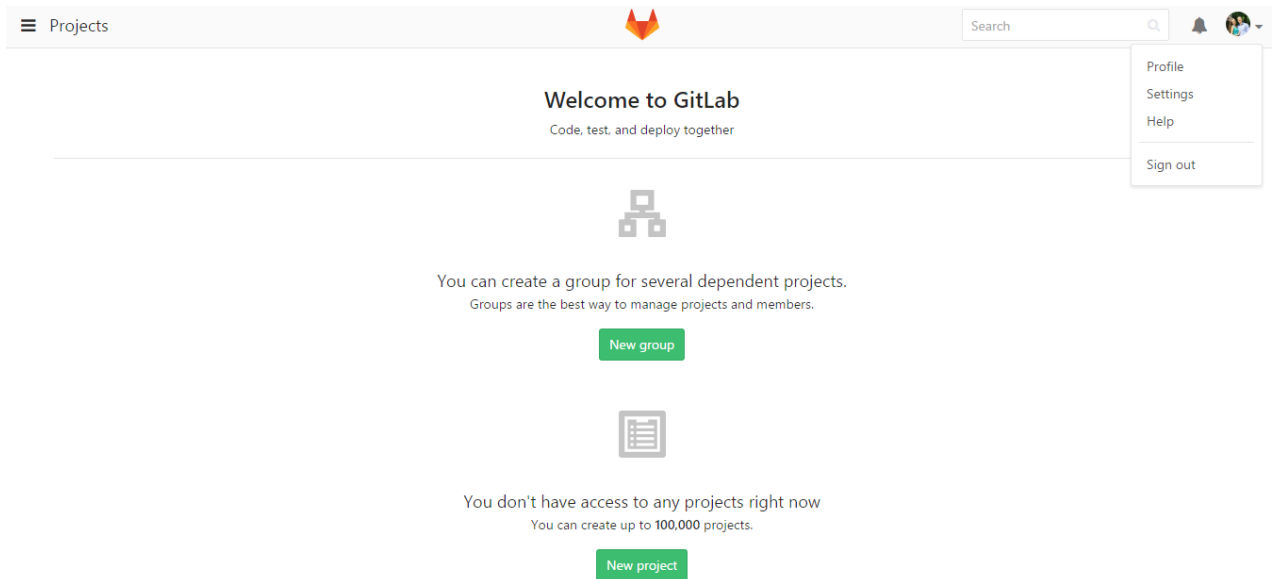 Projects
Search
Profile
Settings
Help
Sign out
Welcome to GitLab
Code, test, and deploy together
You can create a group for several dependent projects.
Groups are the best way to manage projects and members.
New group
You don't have access to any projects right now
You can create up to 100,000 projects.
New project